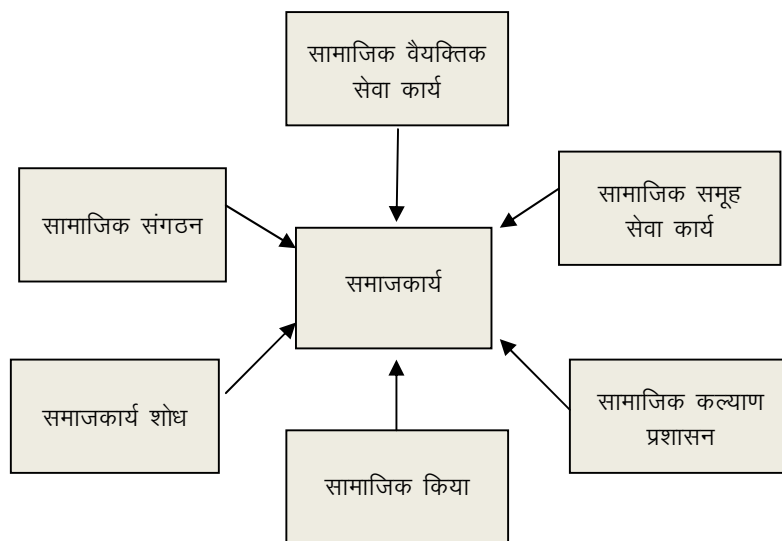 सामाजिक वैयक्तिक
सेवा कार्य
सामाजिक समूह
सेवा कार्य
सामाजिक संगठन
समाजकार्य
समाजकार्य शोध
सामाजिक कल्याण
प्रशासन
सामाजिक किया